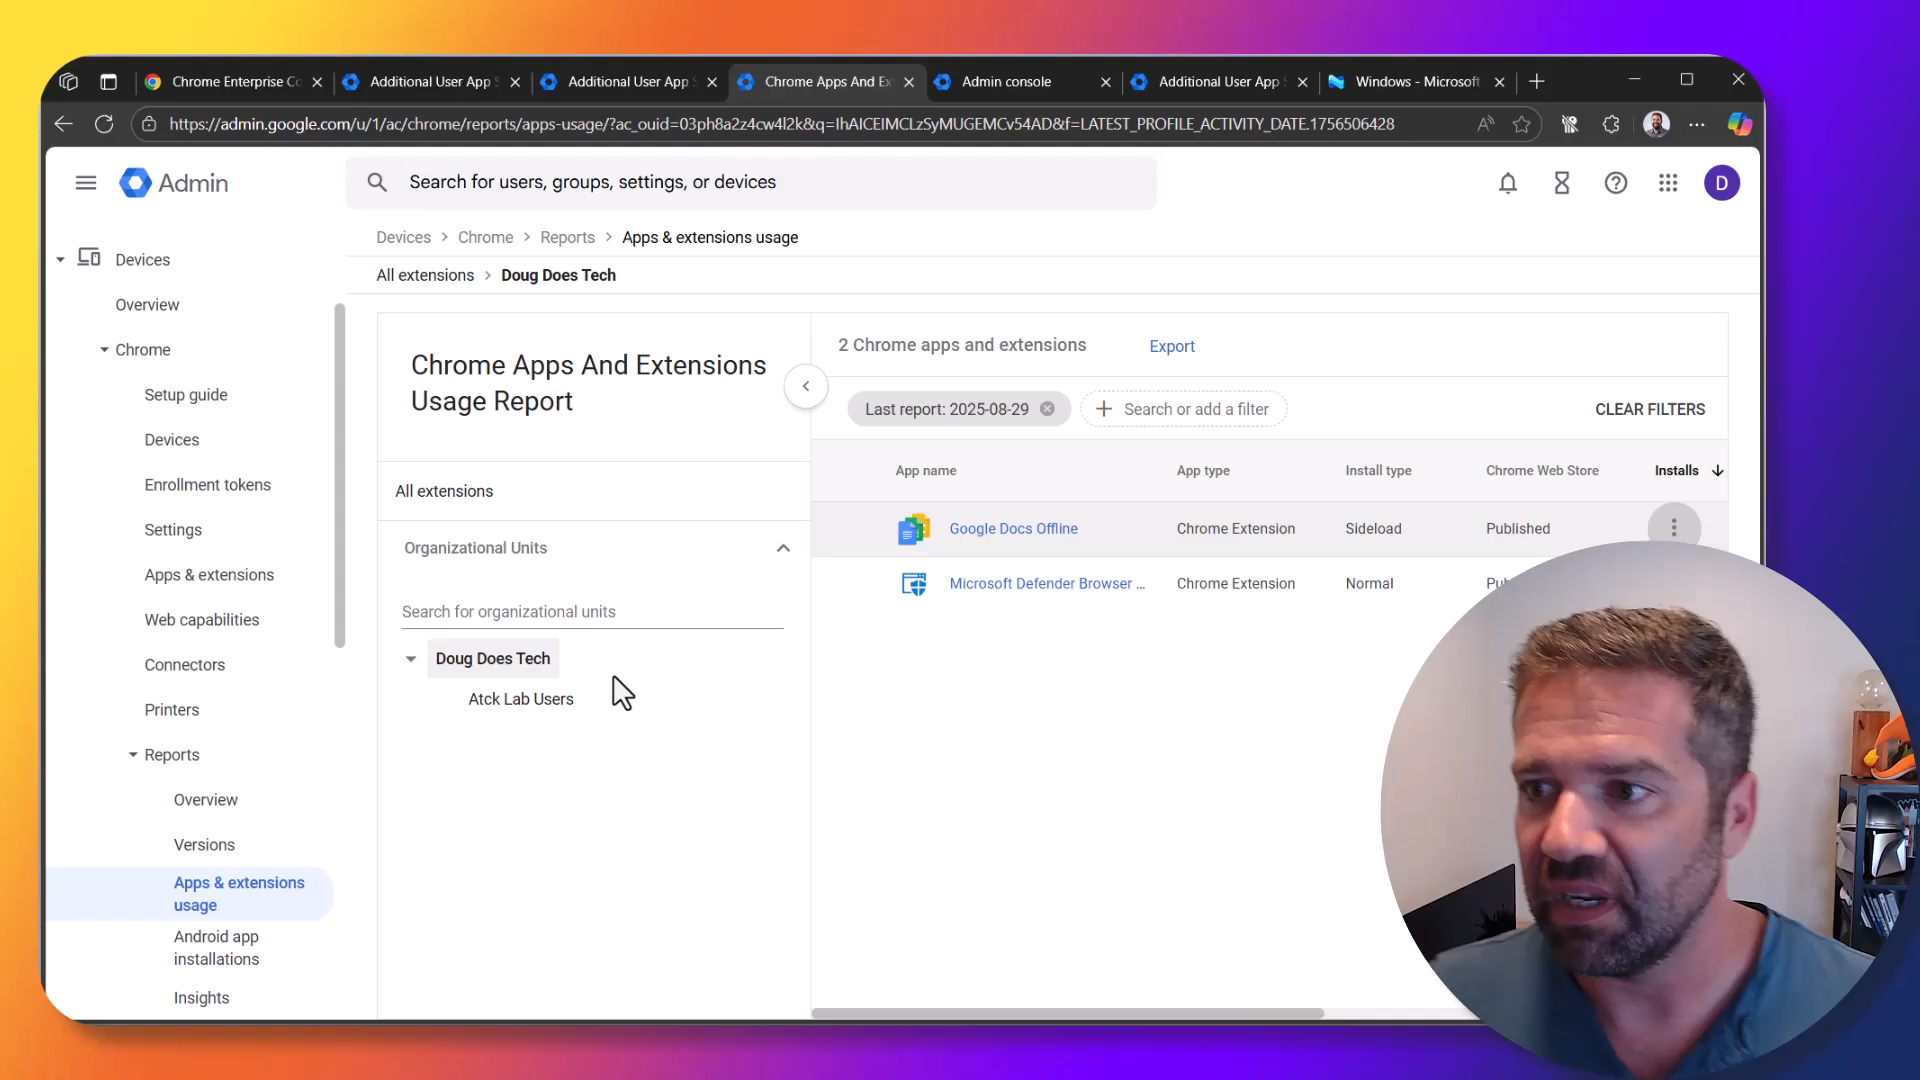 Chrome Enterprise Co
Additional User App S
Additional User App S
Chrome Apps And Ex
Admin console
Additional User App S
Windows - Microsoft
https://admin.google.com/u/1/ac/chrome/reports/apps-usage/?ac_ouid=03ph8a2z4cw4l2k&q=IhAICEIMCLzSyMUGEMCv54AD&f=LATEST_PROFILE_ACTIVITY_DATE.1756506428
Admin
Search for users, groups, settings, or devices
D
Devices > Chrome > Reports > Apps & extensions usage
All extensions > Doug Does Tech
Devices
Overview
Chrome
Setup guide
Devices
Enrollment tokens
Settings
Apps & extensions
Web capabilities
Connectors
Printers
Reports
Overview
Versions
Apps & extensions
usage
Android app
installations
Insights
Chrome Apps And Extensions
Usage Report
All extensions
Organizational Units
Search for organizational units
Doug Does Tech
Atck Lab Users
2 Chrome apps and extensions
Export
Last report: 2025-08-29
Search or add a filter
CLEAR FILTERS
App name App type Install type Chrome Web Store Installs
Google Docs Offline Chrome Extension Sideload Published
Microsoft Defender Browser ... Chrome Extension Normal